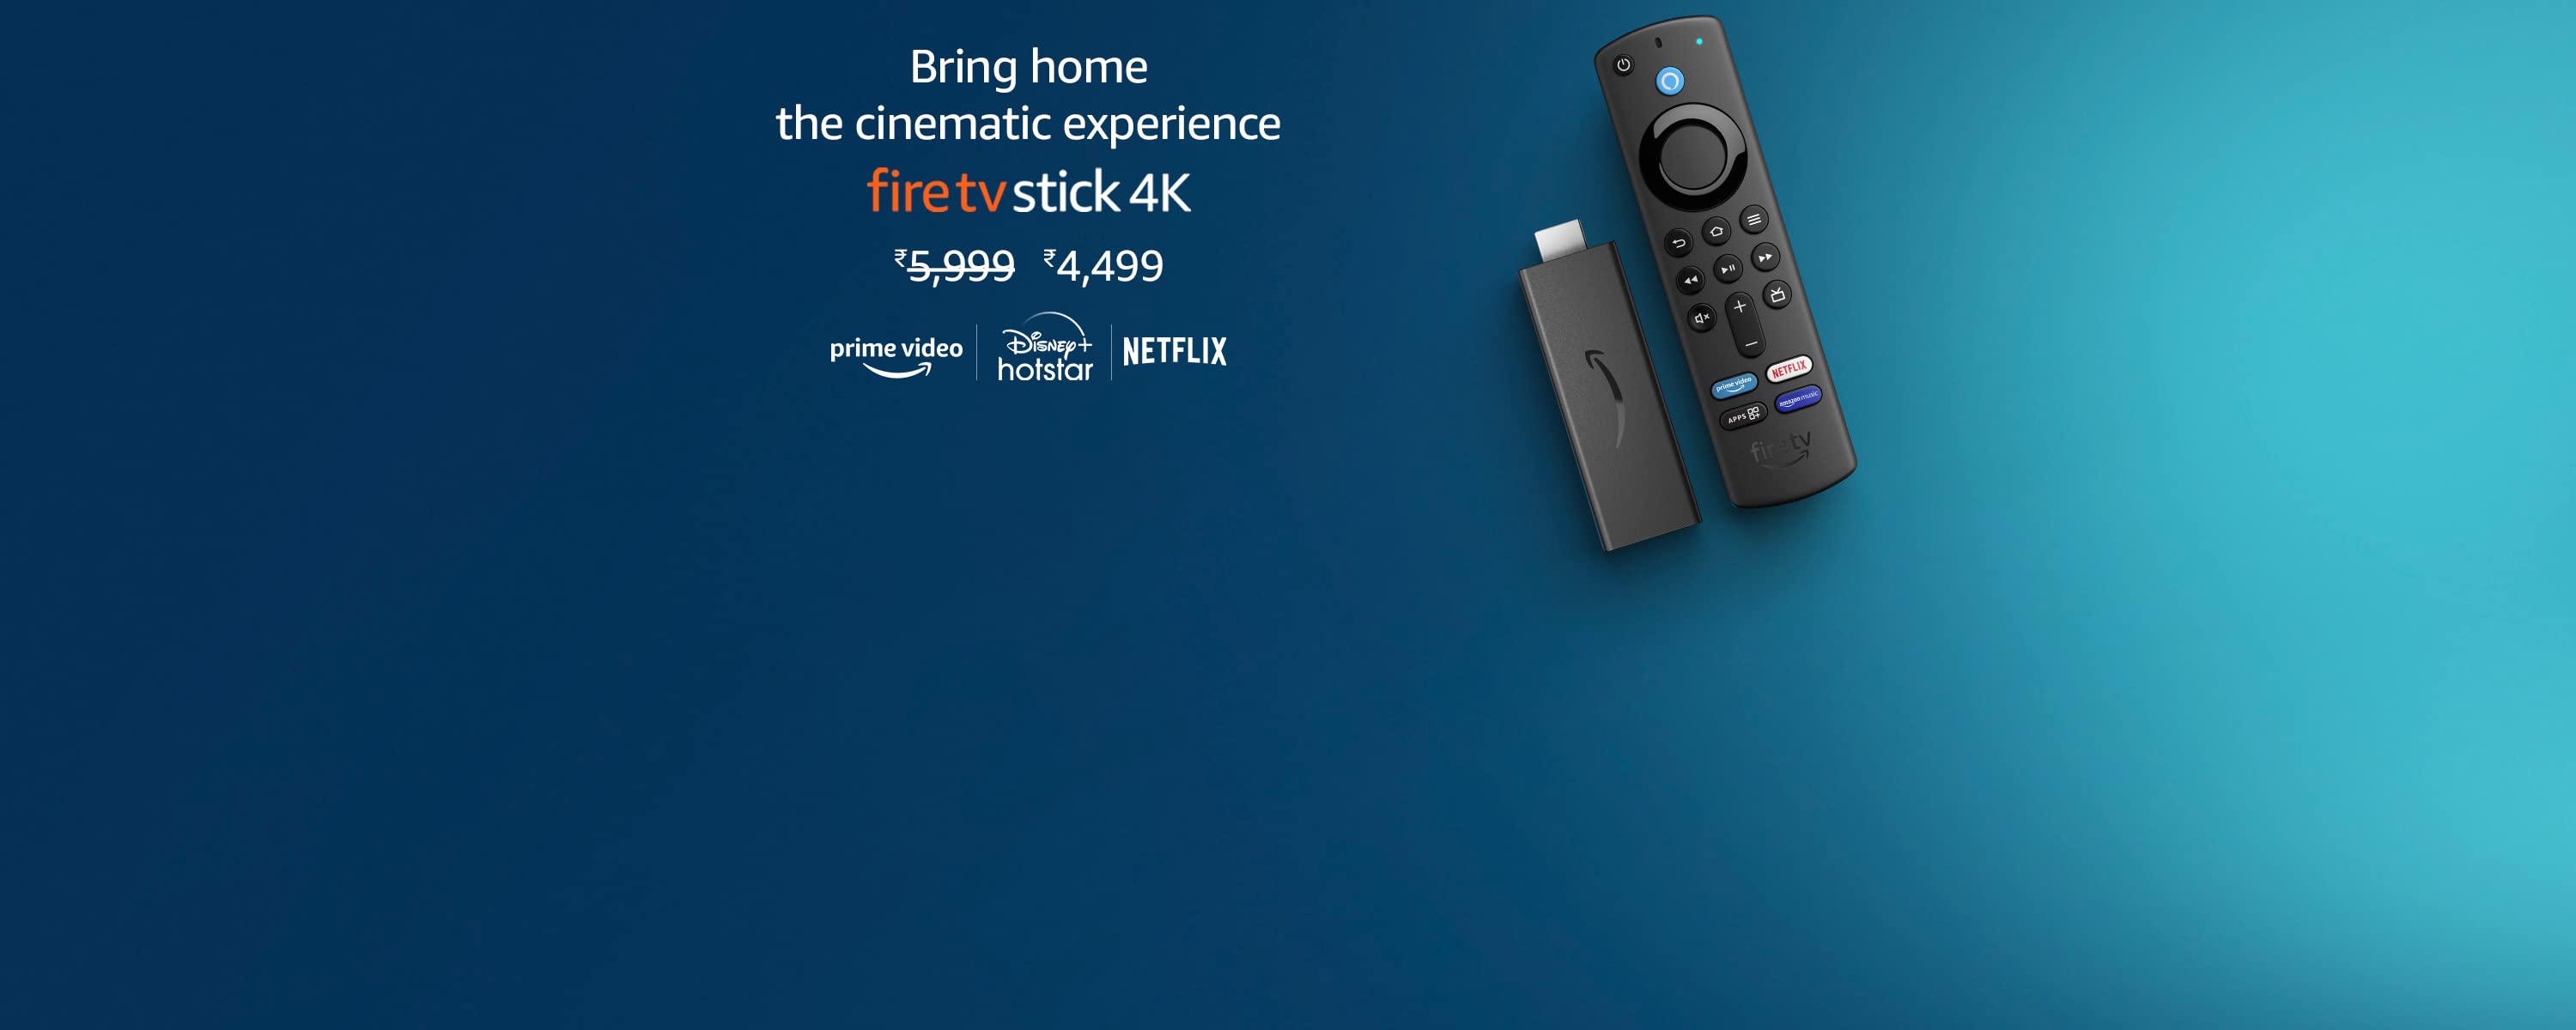 Bring home
the cinematic experience
fire tv stick 4K
₹5,999 ₹4,499
prime video
Disney+
hotstar
NETFLIX
prime video
NETFLIX
APPS
amazon music
fire tv